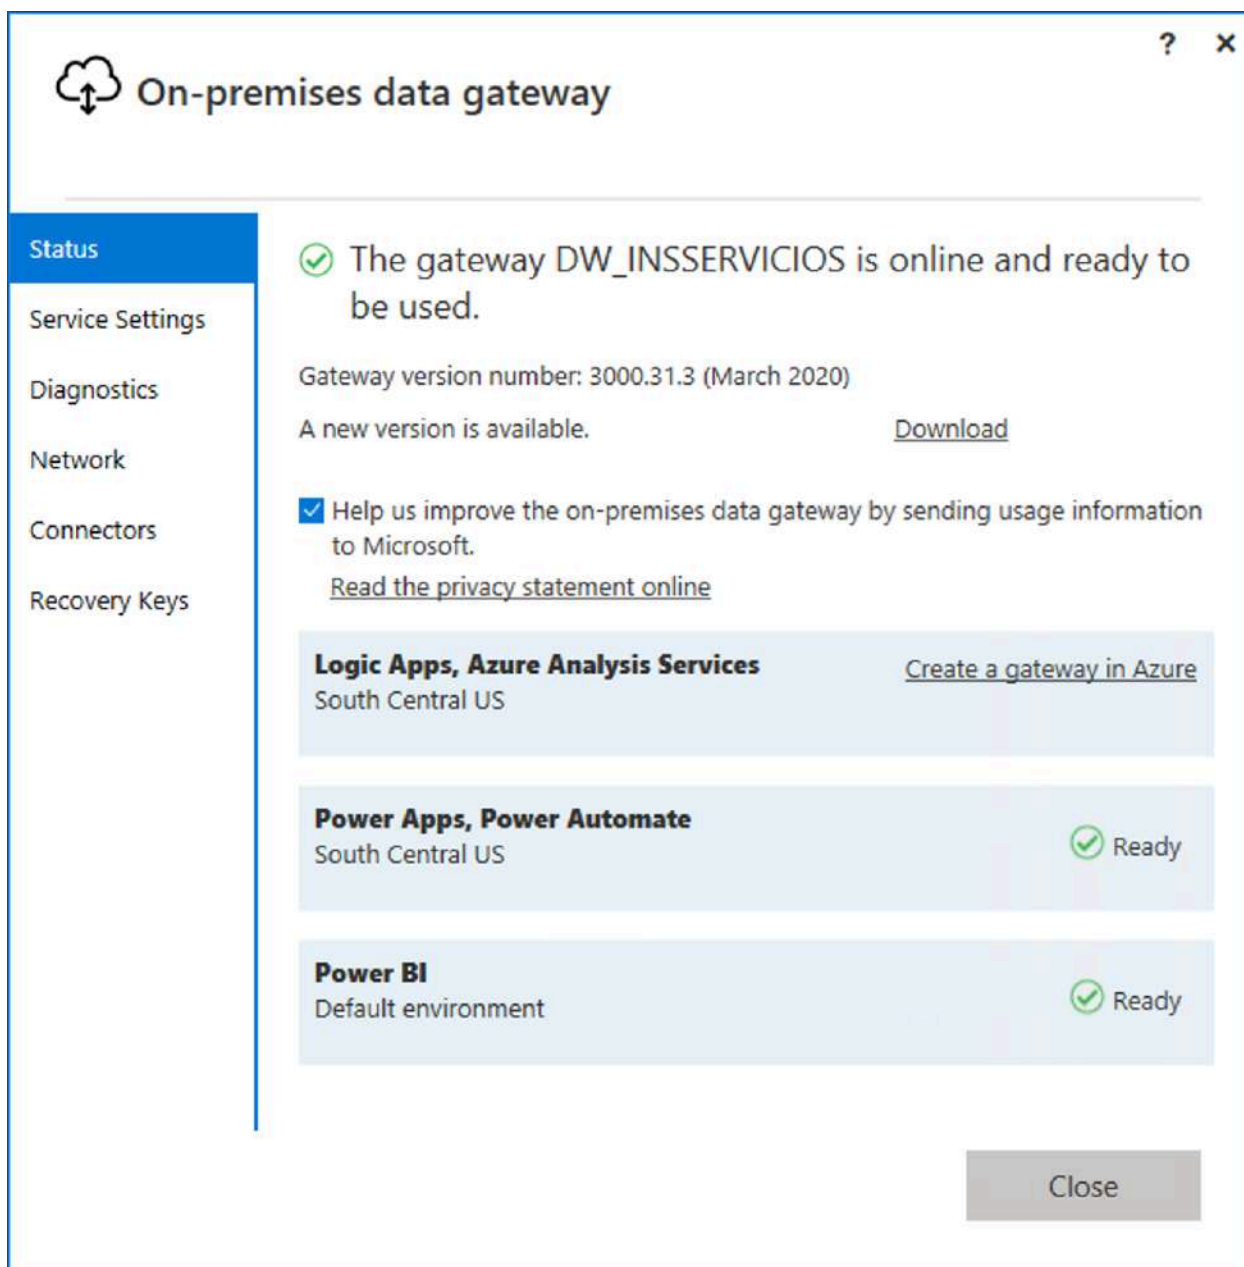 ? ×
On-premises data gateway
Status
Service Settings
Diagnostics
Network
Connectors
Recovery Keys
The gateway DW_INSSERVICIOS is online and ready to
be used.
Gateway version number: 3000.31.3 (March 2020)
A new version is available. Download
Help us improve the on-premises data gateway by sending usage information
to Microsoft.
Read the privacy statement online
Logic Apps, Azure Analysis Services Create a gateway in Azure
South Central US
Power Apps, Power Automate
South Central US
Ready
Power BI
Default environment
Ready
Close